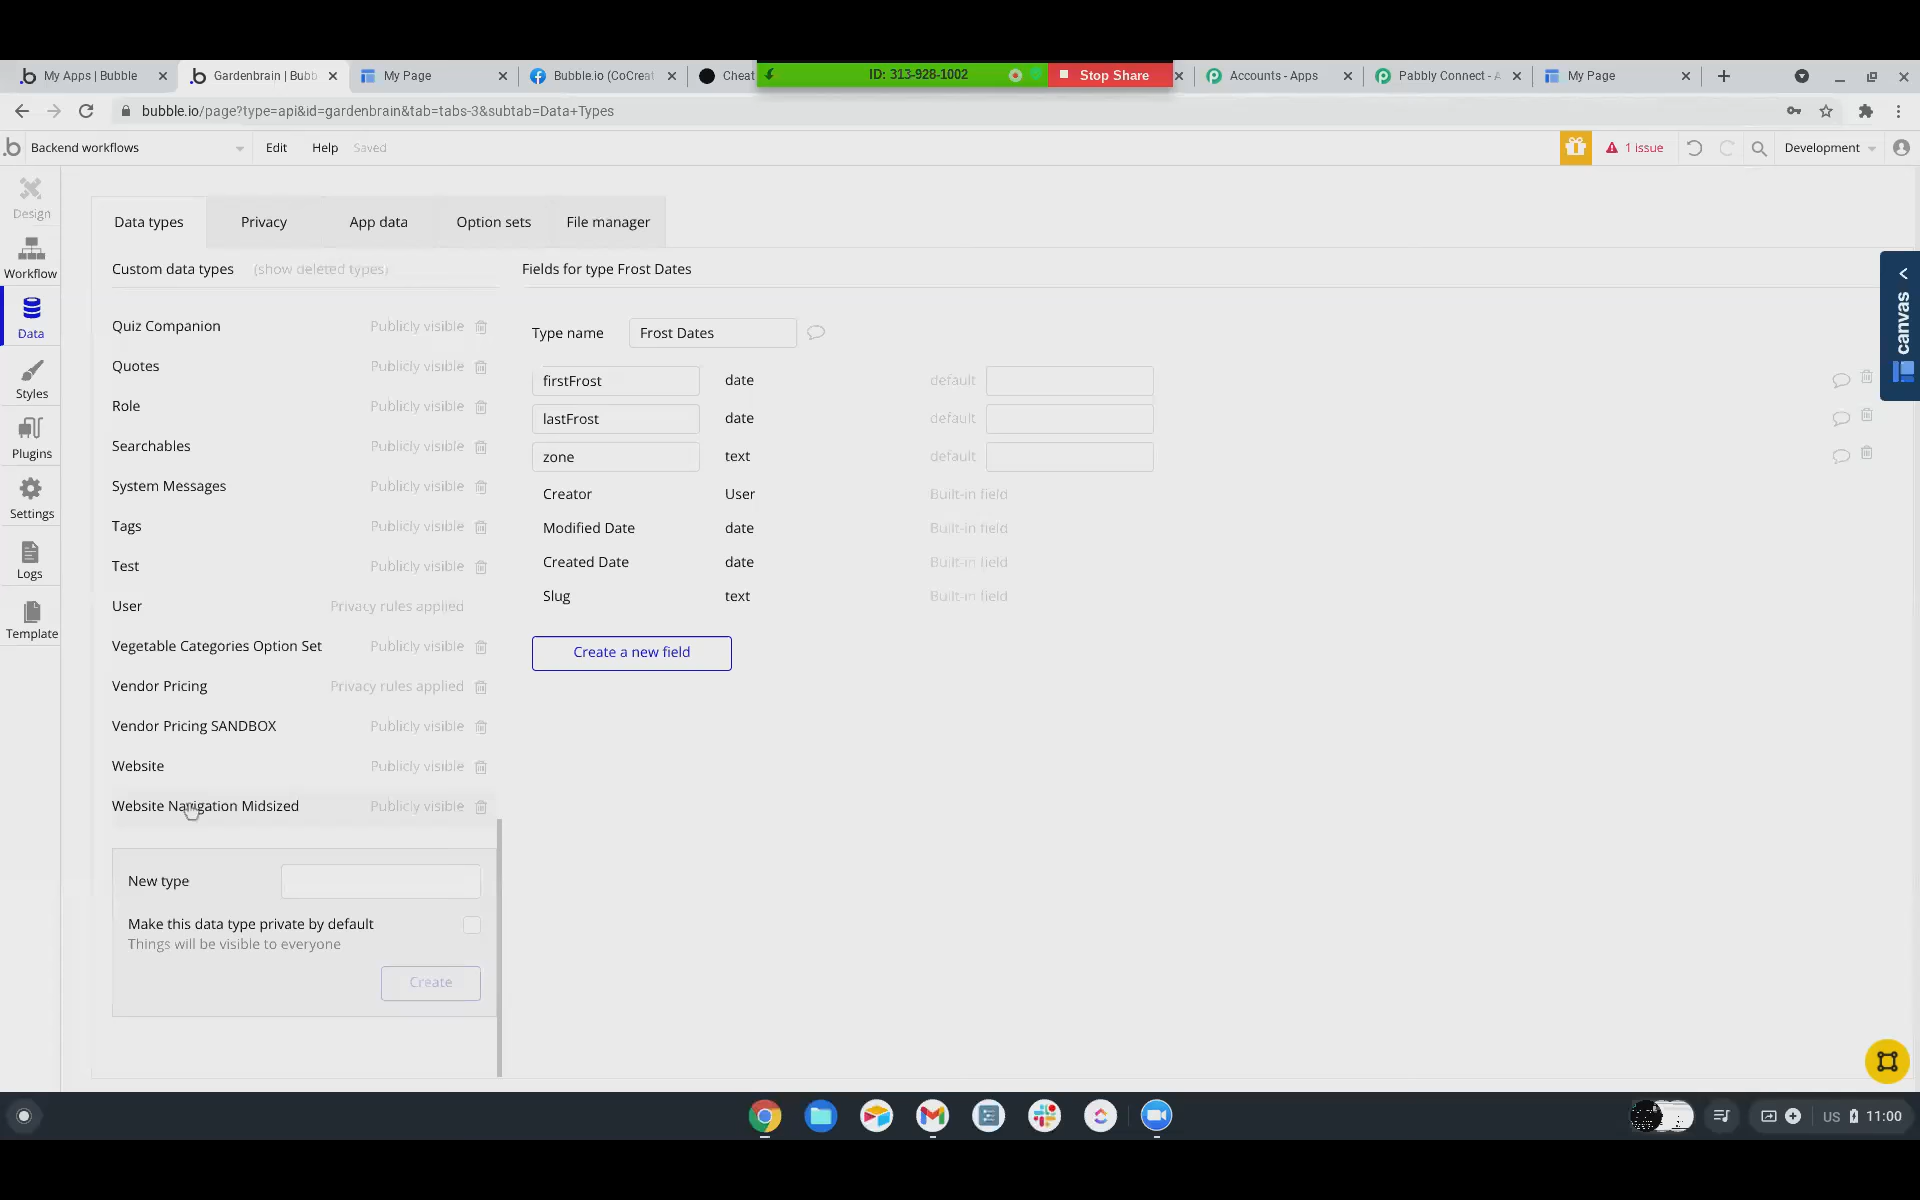 My Apps | Bubble
Gardenbrain | Bubb
My Page
Bubble.io (CoCreat
Cheat
ID: 313-928-1002
Stop Share
Accounts - Apps
Pabbly Connect - A
My Page
bubble.io/page?type=api&id=gardenbrain&tab=tabs-3&subtab=Data+Types
Backend workflows
Edit
Help
Saved
1 issue
Development
Design
Workflow
Data
Styles
Plugins
Settings
Logs
Template
Data types
Privacy
App data
Option sets
File manager
Custom data types
(show deleted types)
Quiz Companion Publicly visible
Quotes Publicly visible
Role Publicly visible
Searchables Publicly visible
System Messages Publicly visible
Tags Publicly visible
Test Publicly visible
User Privacy rules applied
Vegetable Categories Option Set Publicly visible
Vendor Pricing Privacy rules applied
Vendor Pricing SANDBOX Publicly visible
Website Publicly visible
Website Navigation Midsized Publicly visible
New type
Make this data type private by default
Things will be visible to everyone
Create
Fields for type Frost Dates
Type name Frost Dates
firstFrost date default
lastFrost date default
zone text default
Creator User Built-in field
Modified Date date Built-in field
Created Date date Built-in field
Slug text Built-in field
Create a new field
canvas
US 11:00